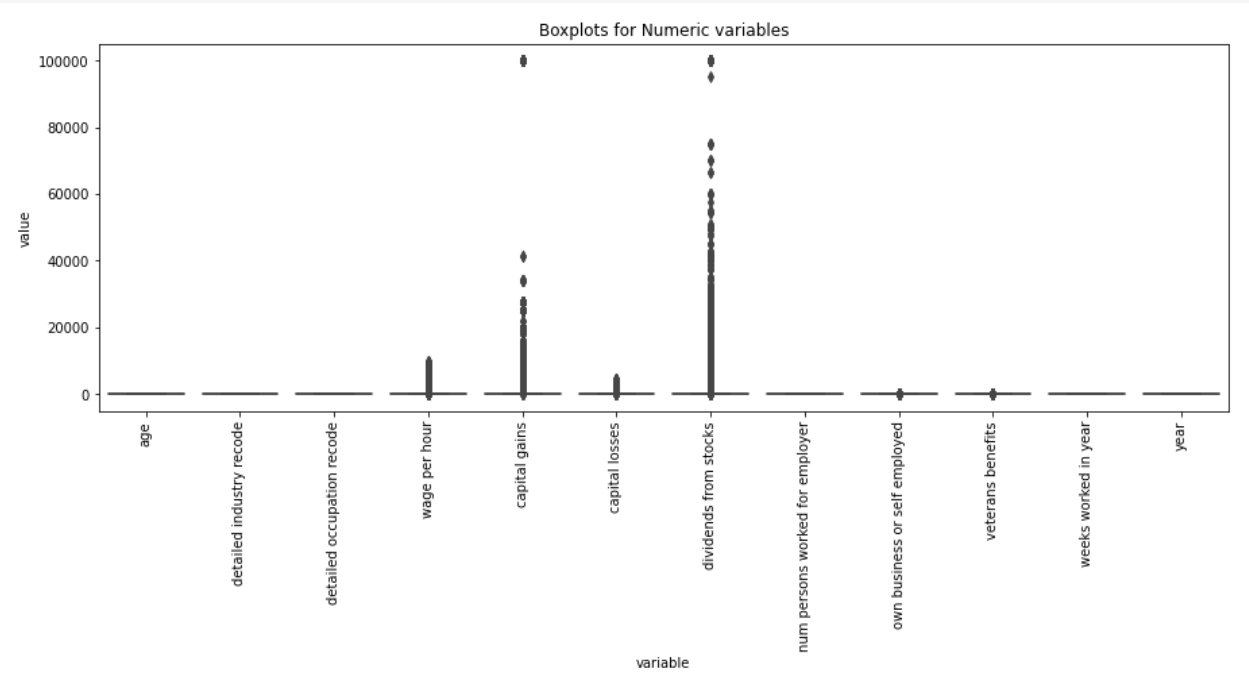 Boxplots for Numeric variables
100000
80000
60000
40000
20000
0
value
age
detailed industry recode
detailed occupation recode
wage per hour
capital gains
capital losses
dividends from stocks
num persons worked for employer
own business or self employed
veterans benefits
weeks worked in year
year
variable